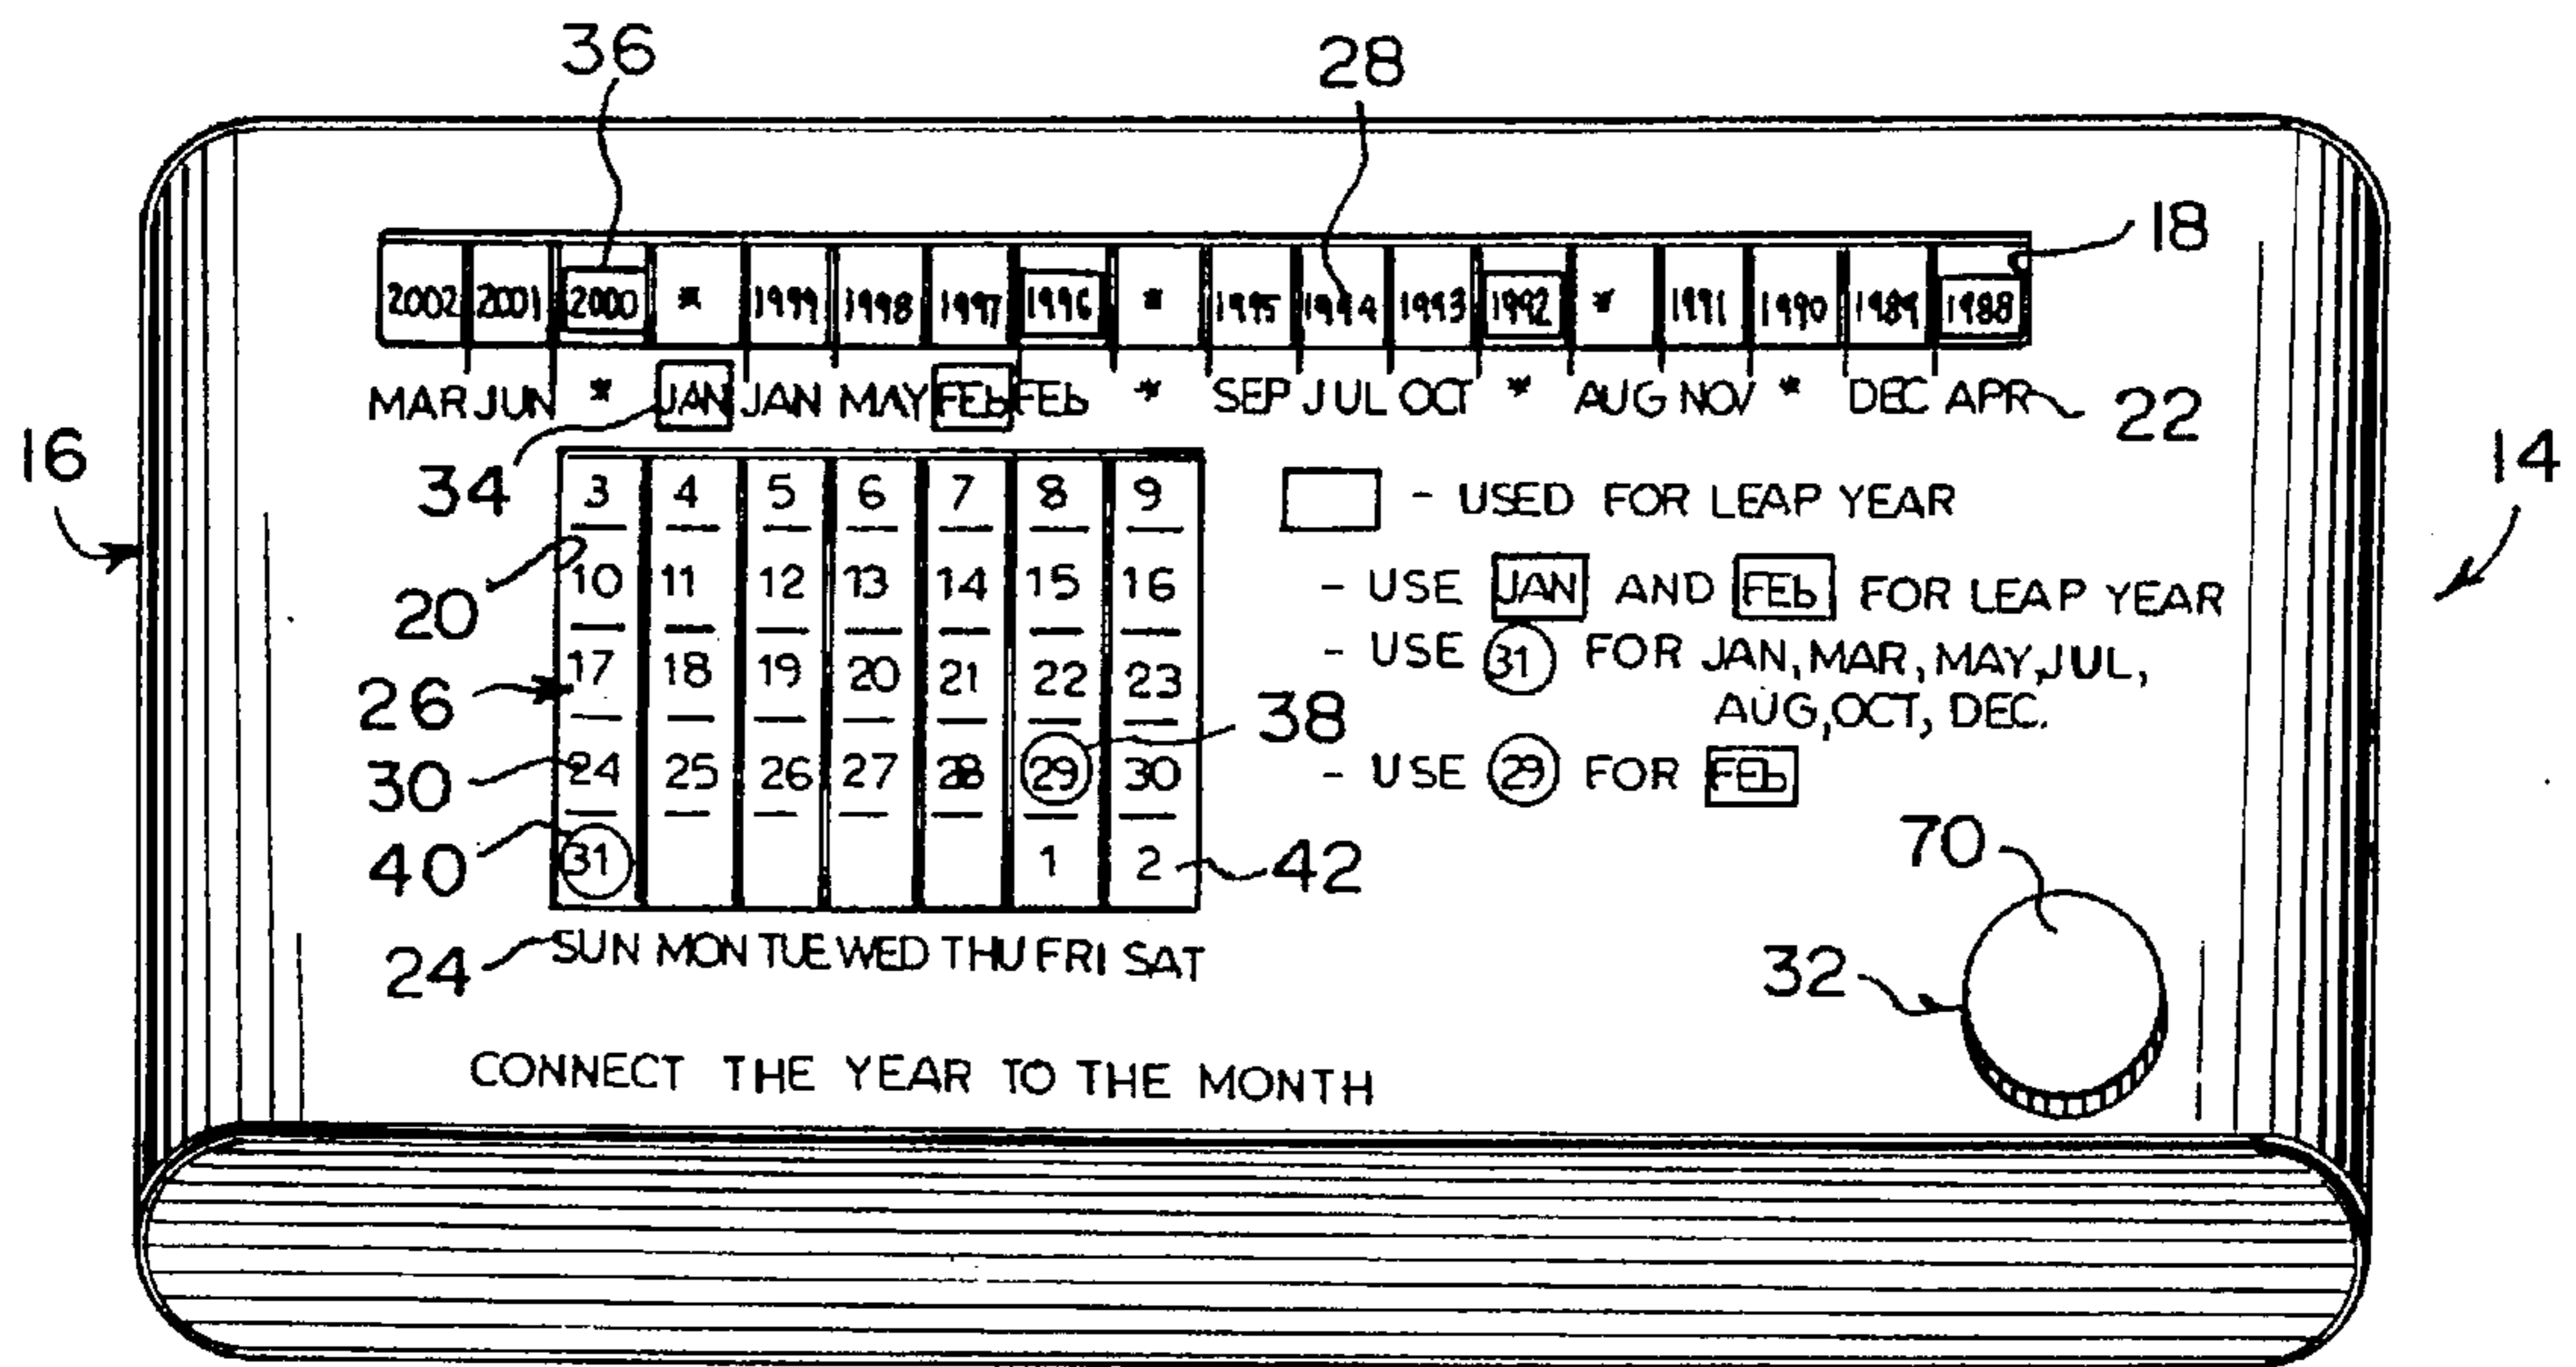 36 28
18
2002 2001 2000 * 1999 1998 1997 1996 * 1995 1994 1993 1992 * 1991 1990 1989 1988
MAR JUN * JAN JAN MAY FEb FEb * SEP JUL OCT * AUG NOV * DEC APR 22
16 14
34 3 4 5 6 7 8 9 - USED FOR LEAP YEAR
20 10 11 12 13 14 15 16 - USE JAN AND FEb FOR LEAP YEAR
26 17 18 19 20 21 22 23 - USE 31 FOR JAN, MAR, MAY, JUL,
38 AUG, OCT, DEC.
30 24 25 26 27 28 29 30 - USE 29 FOR FEb
40 31 1 2 42
70
24 SUN MON TUE WED THU FRI SAT
32
CONNECT THE YEAR TO THE MONTH